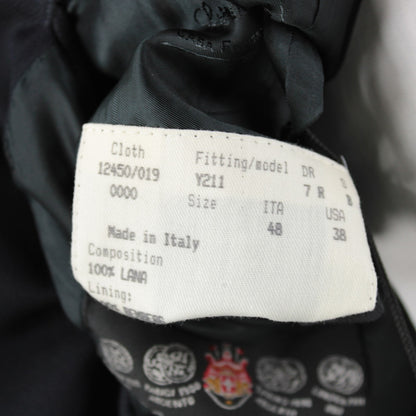 Cloth Fitting/model DR
12450/019 Y211 7 R
0000 Size ITA USA
48 38
Made in Italy
Composition
100% LANA
Lining: